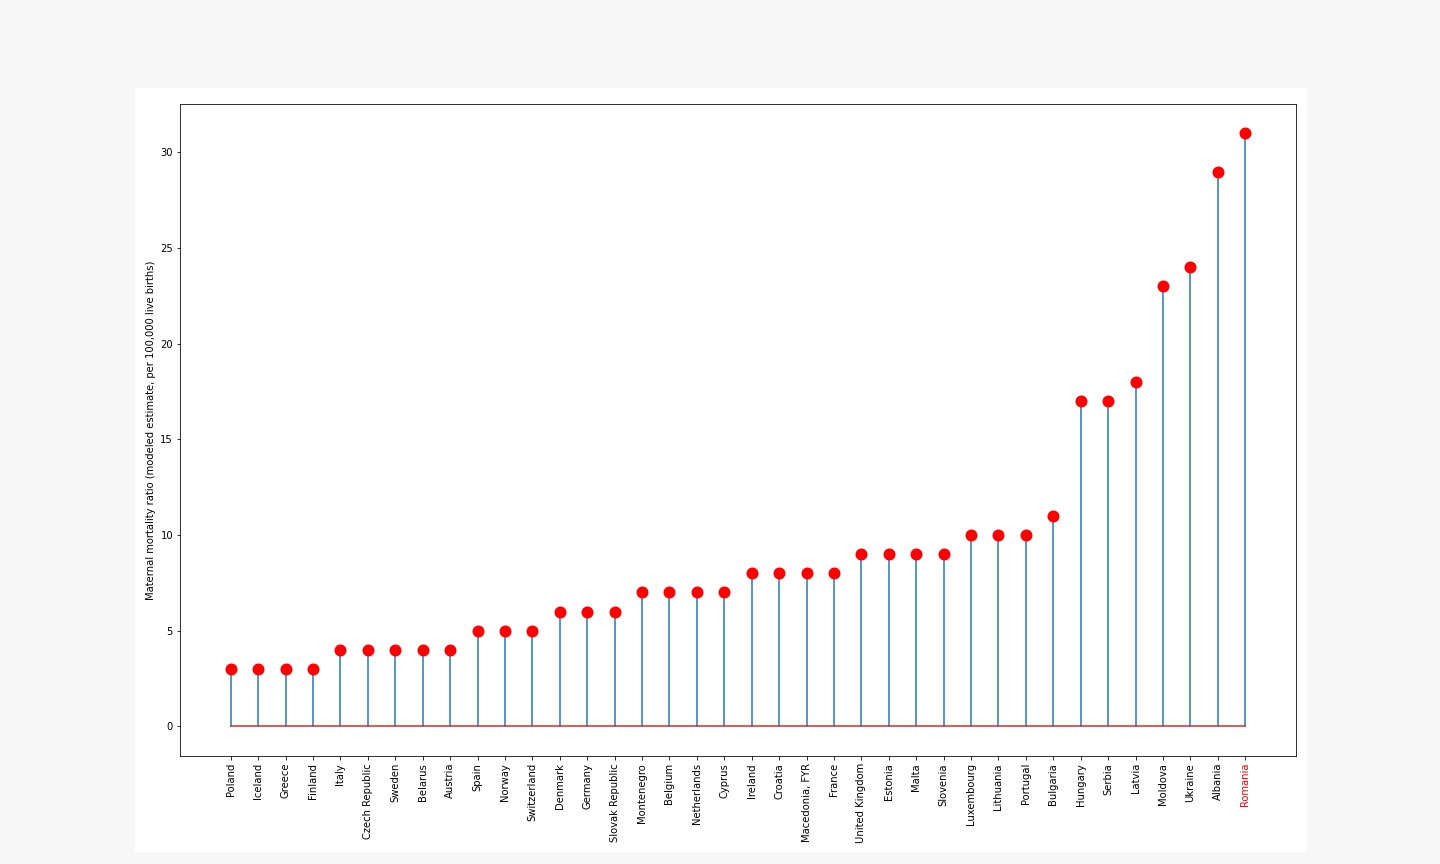 Maternal mortality ratio (modeled estimate, per 100,000 live births)
30
25
20
15
10
5
0
Poland
Iceland
Greece
Finland
Italy
Czech Republic
Sweden
Belarus
Austria
Spain
Norway
Switzerland
Denmark
Germany
Slovak Republic
Montenegro
Belgium
Netherlands
Cyprus
Ireland
Croatia
Macedonia, FYR
France
United Kingdom
Estonia
Malta
Slovenia
Luxembourg
Lithuania
Portugal
Bulgaria
Hungary
Serbia
Latvia
Moldova
Ukraine
Albania
Romania